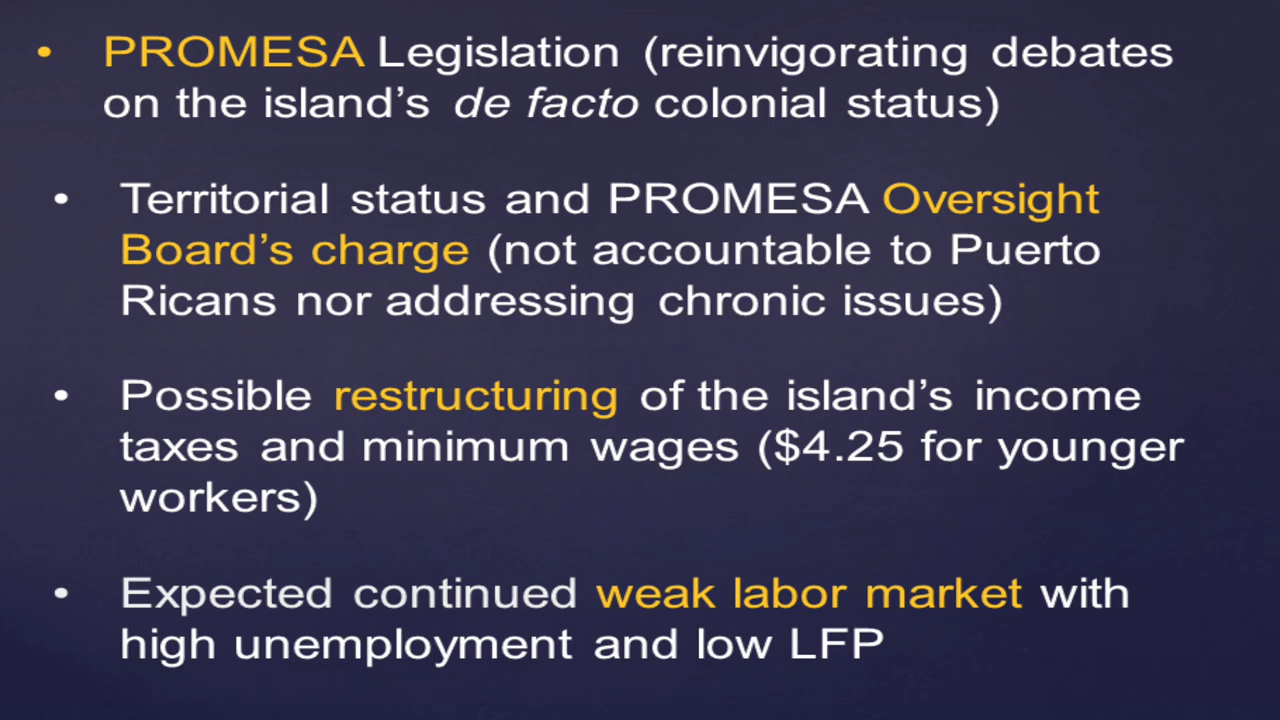 • PROMESA Legislation (reinvigorating debates
on the island’s de facto colonial status)
• Territorial status and PROMESA Oversight
Board’s charge (not accountable to Puerto
Ricans nor addressing chronic issues)
• Possible restructuring of the island’s income
taxes and minimum wages ($4.25 for younger
workers)
• Expected continued weak labor market with
high unemployment and low LFP